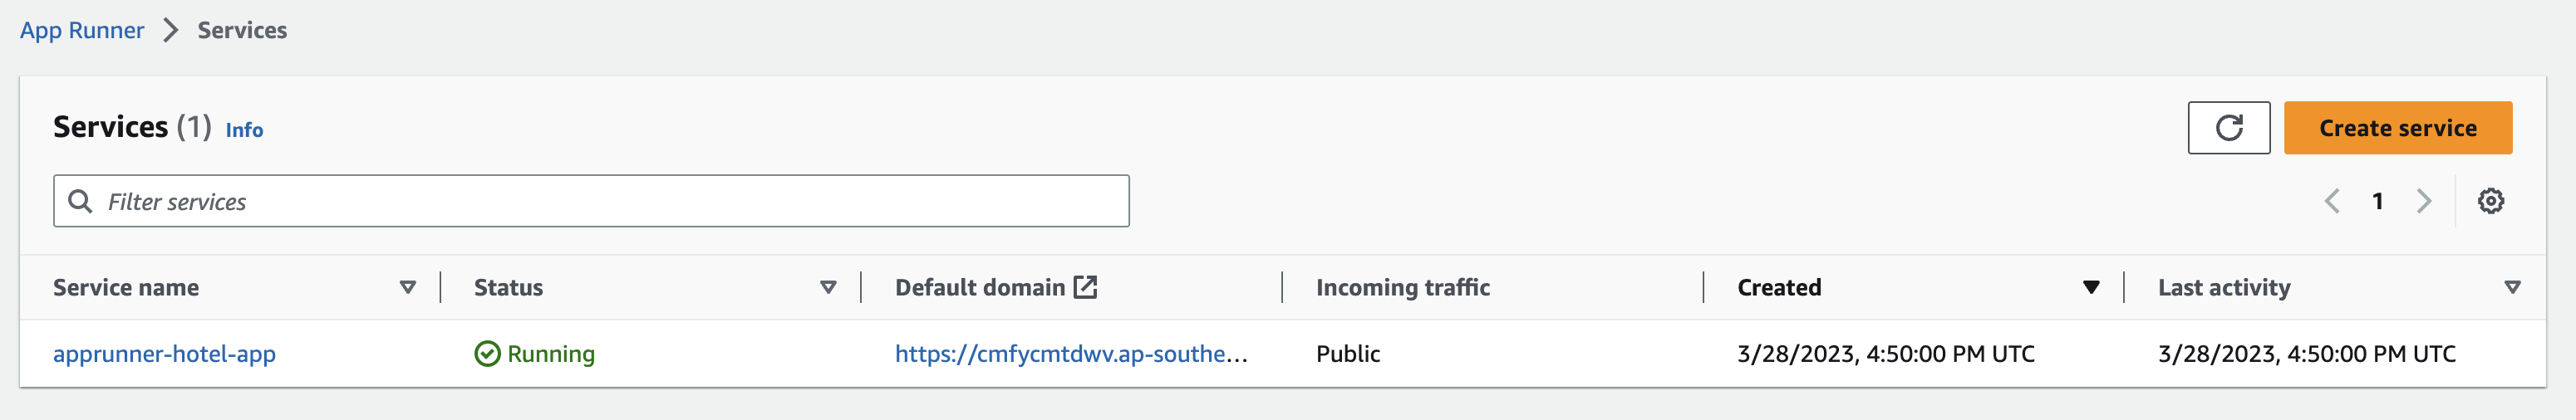 App Runner > Services
Services (1) Info
Create service
Filter services
1
Service name Status Default domain Incoming traffic Created Last activity
apprunner-hotel-app Running https://cmfycmtdwv.ap-southe... Public 3/28/2023, 4:50:00 PM UTC 3/28/2023, 4:50:00 PM UTC